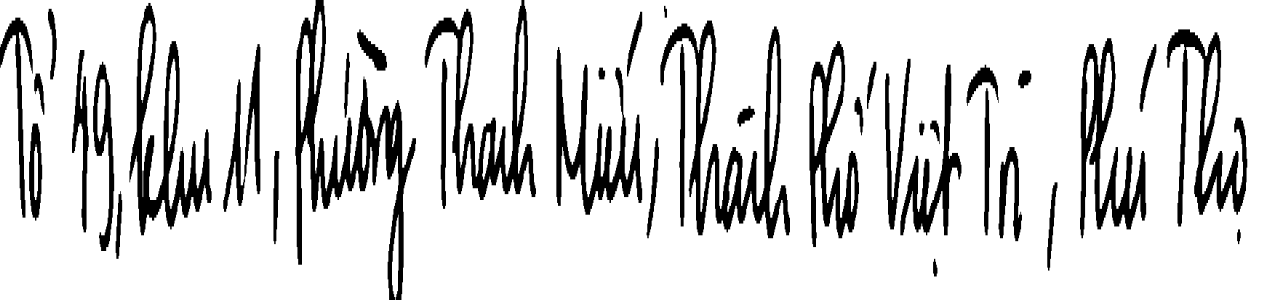 Tổ 49, khu 11, Phường Thanh Miếu, Thành Phố Việt Trì, Phú Thọ